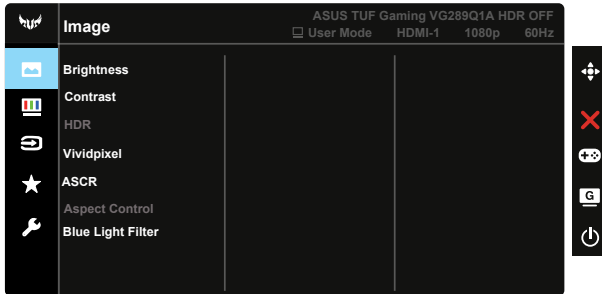 ASUS TUF Gaming VG289Q1A HDR OFF
Image
User Mode HDMI-1 1080p 60Hz
Brightness
Contrast
HDR
Vividpixel
ASCR
Aspect Control
Blue Light Filter
G